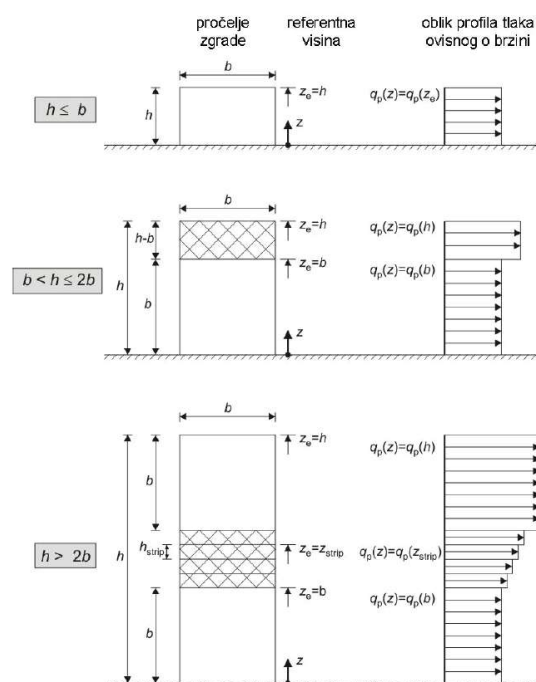 pročelje
zgrade
referentna
visina
oblik profila tlaka
ovisnog o brzini
h ≤ b
b
h
z_e=h
z
q_p(z)=q_p(z_e)
b < h ≤ 2b
b
h-b
h
b
z_e=h
z_e=b
z
q_p(z)=q_p(h)
q_p(z)=q_p(b)
h > 2b
b
h
b
h_strip
b
z_e=h
z_e=z_strip
z_e=b
z
q_p(z)=q_p(h)
q_p(z)=q_p(z_strip)
q_p(z)=q_p(b)